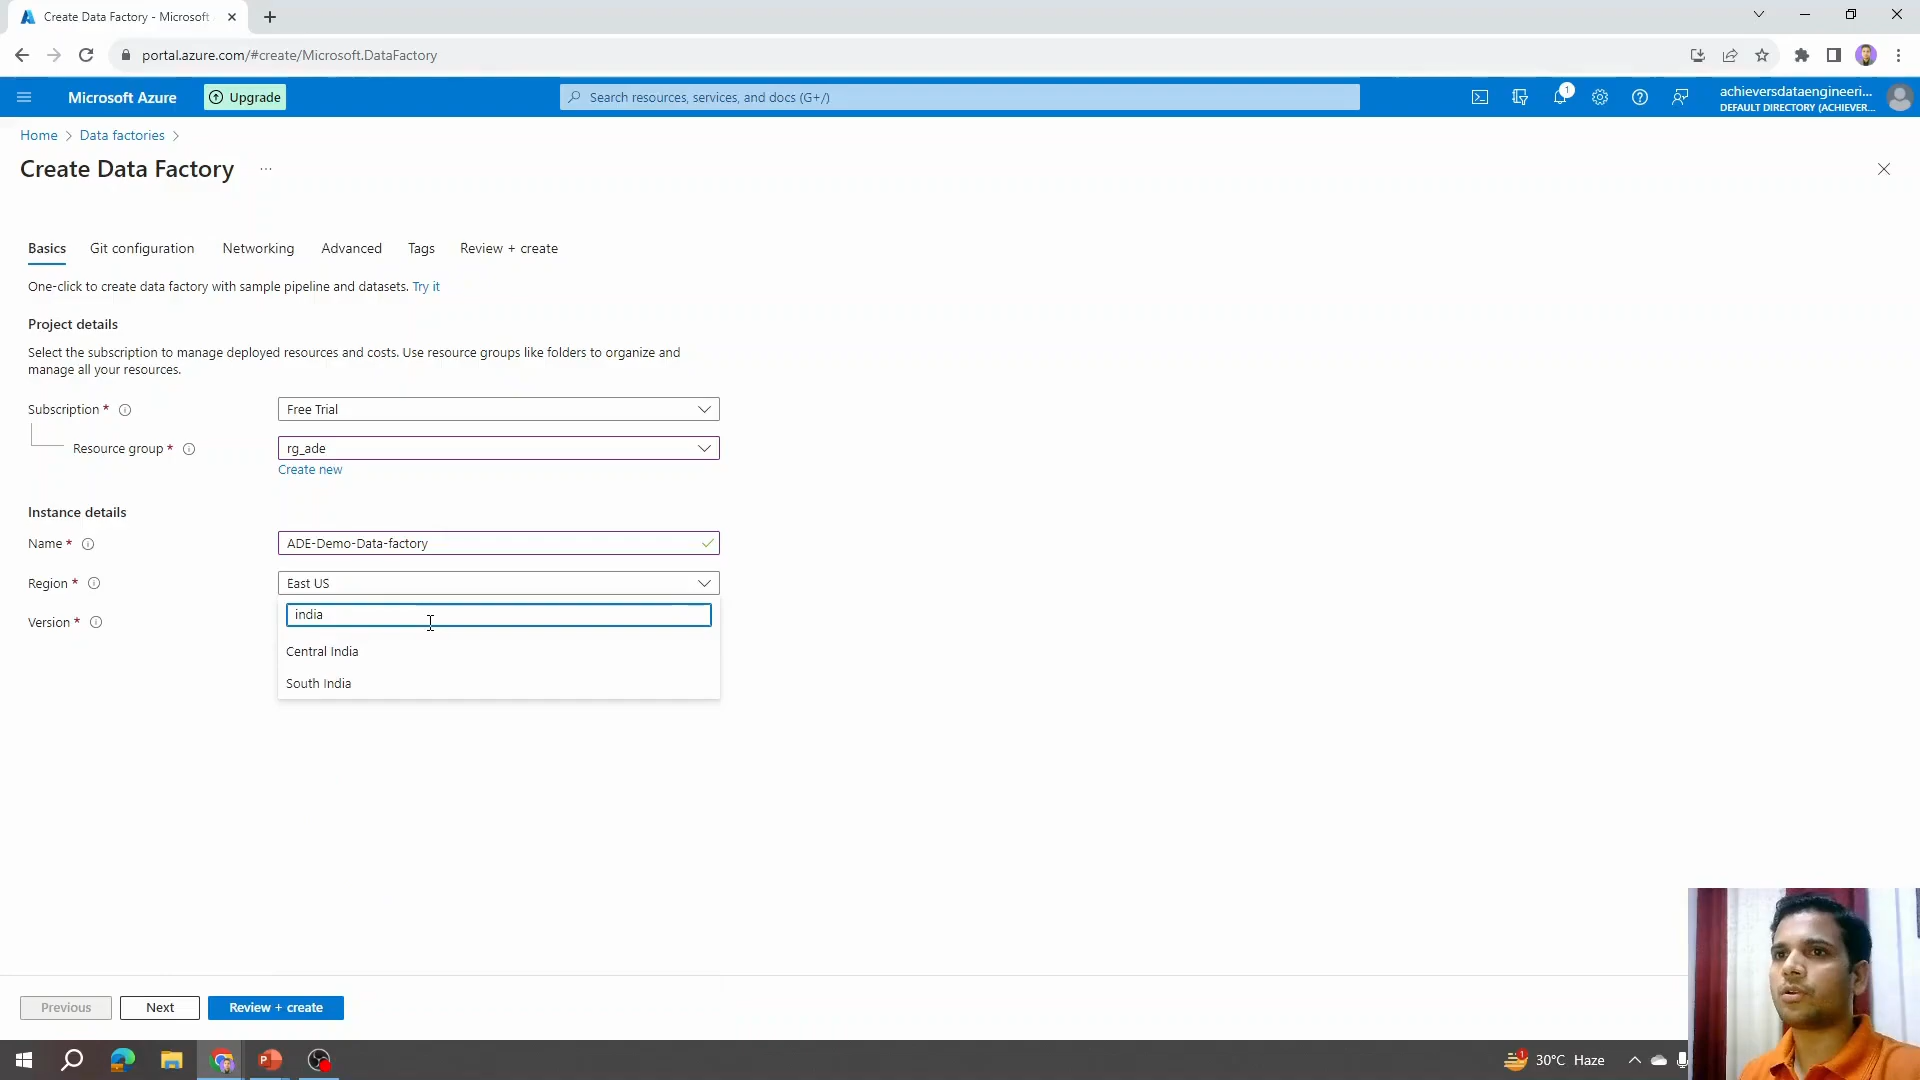 Create Data Factory - Microsoft
portal.azure.com/#create/Microsoft.DataFactory
Microsoft Azure
Upgrade
Search resources, services, and docs (G+/)
1
achieversdataengineeri...
DEFAULT DIRECTORY (ACHIEVER...
Home > Data factories >
Create Data Factory ...
Basics Git configuration Networking Advanced Tags Review + create
One-click to create data factory with sample pipeline and datasets. Try it
Project details
Select the subscription to manage deployed resources and costs. Use resource groups like folders to organize and
manage all your resources.
Subscription * Free Trial
Resource group * rg_ade
Create new
Instance details
Name * ADE-Demo-Data-factory
Region * East US
india
Version *
Central India
South India
Previous Next Review + create
1 30°C Haze